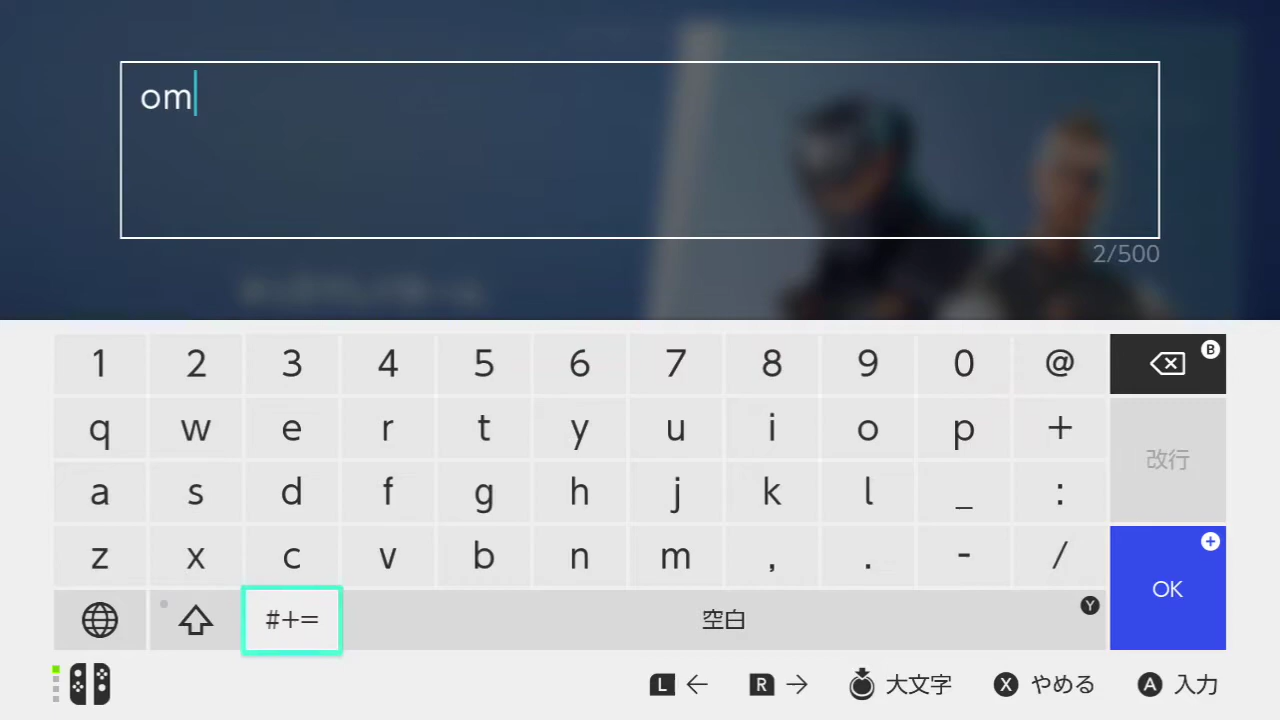 om
2/500
1 2 3 4 5 6 7 8 9 0 @ B
q w e r t y u i o p +
改行
a s d f g h j k l _ :
z x c v b n m , . - / +
OK
#+= 空白 Y
L ← R → 大文字 X やめる A 入力